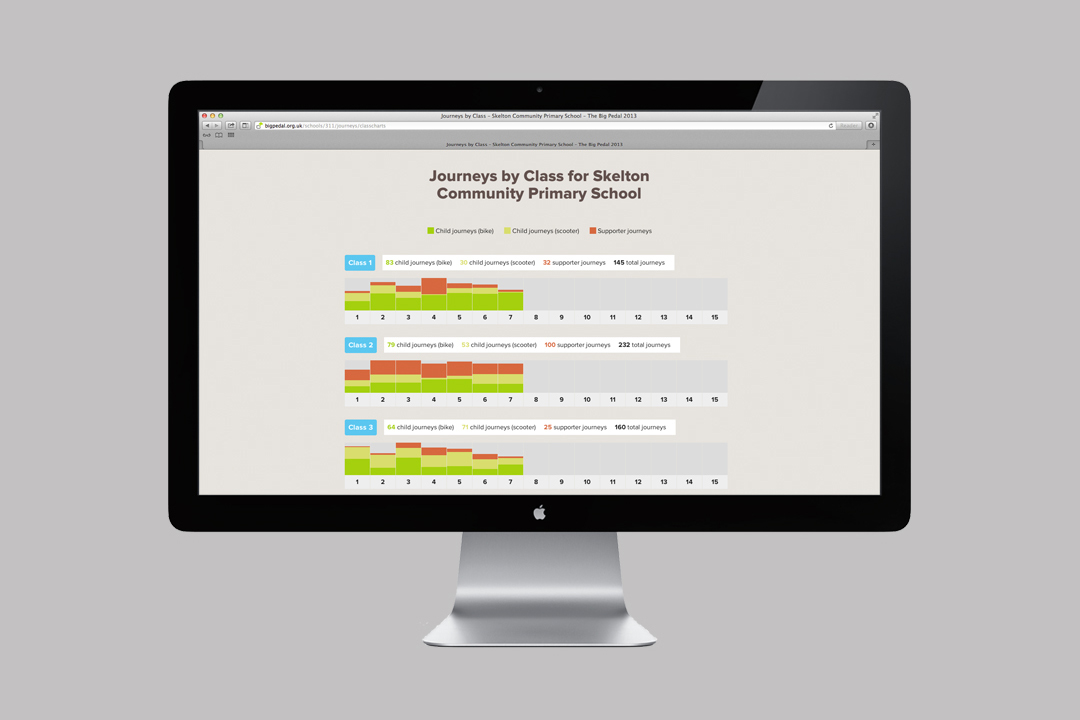 Journeys by Class - Skelton Community Primary School - The Big Pedal 2013
bigpedal.org.uk/schools/311/journeys/classcharts
Reader
Journeys by Class - Skelton Community Primary School - The Big Pedal 2013
Journeys by Class for Skelton
Community Primary School
Child journeys (bike) Child journeys (scooter) Supporter journeys
Class 1 83 child journeys (bike) 30 child journeys (scooter) 32 supporter journeys 145 total journeys
1 2 3 4 5 6 7 8 9 10 11 12 13 14 15
Class 2 79 child journeys (bike) 53 child journeys (scooter) 100 supporter journeys 232 total journeys
1 2 3 4 5 6 7 8 9 10 11 12 13 14 15
Class 3 64 child journeys (bike) 71 child journeys (scooter) 25 supporter journeys 160 total journeys
1 2 3 4 5 6 7 8 9 10 11 12 13 14 15